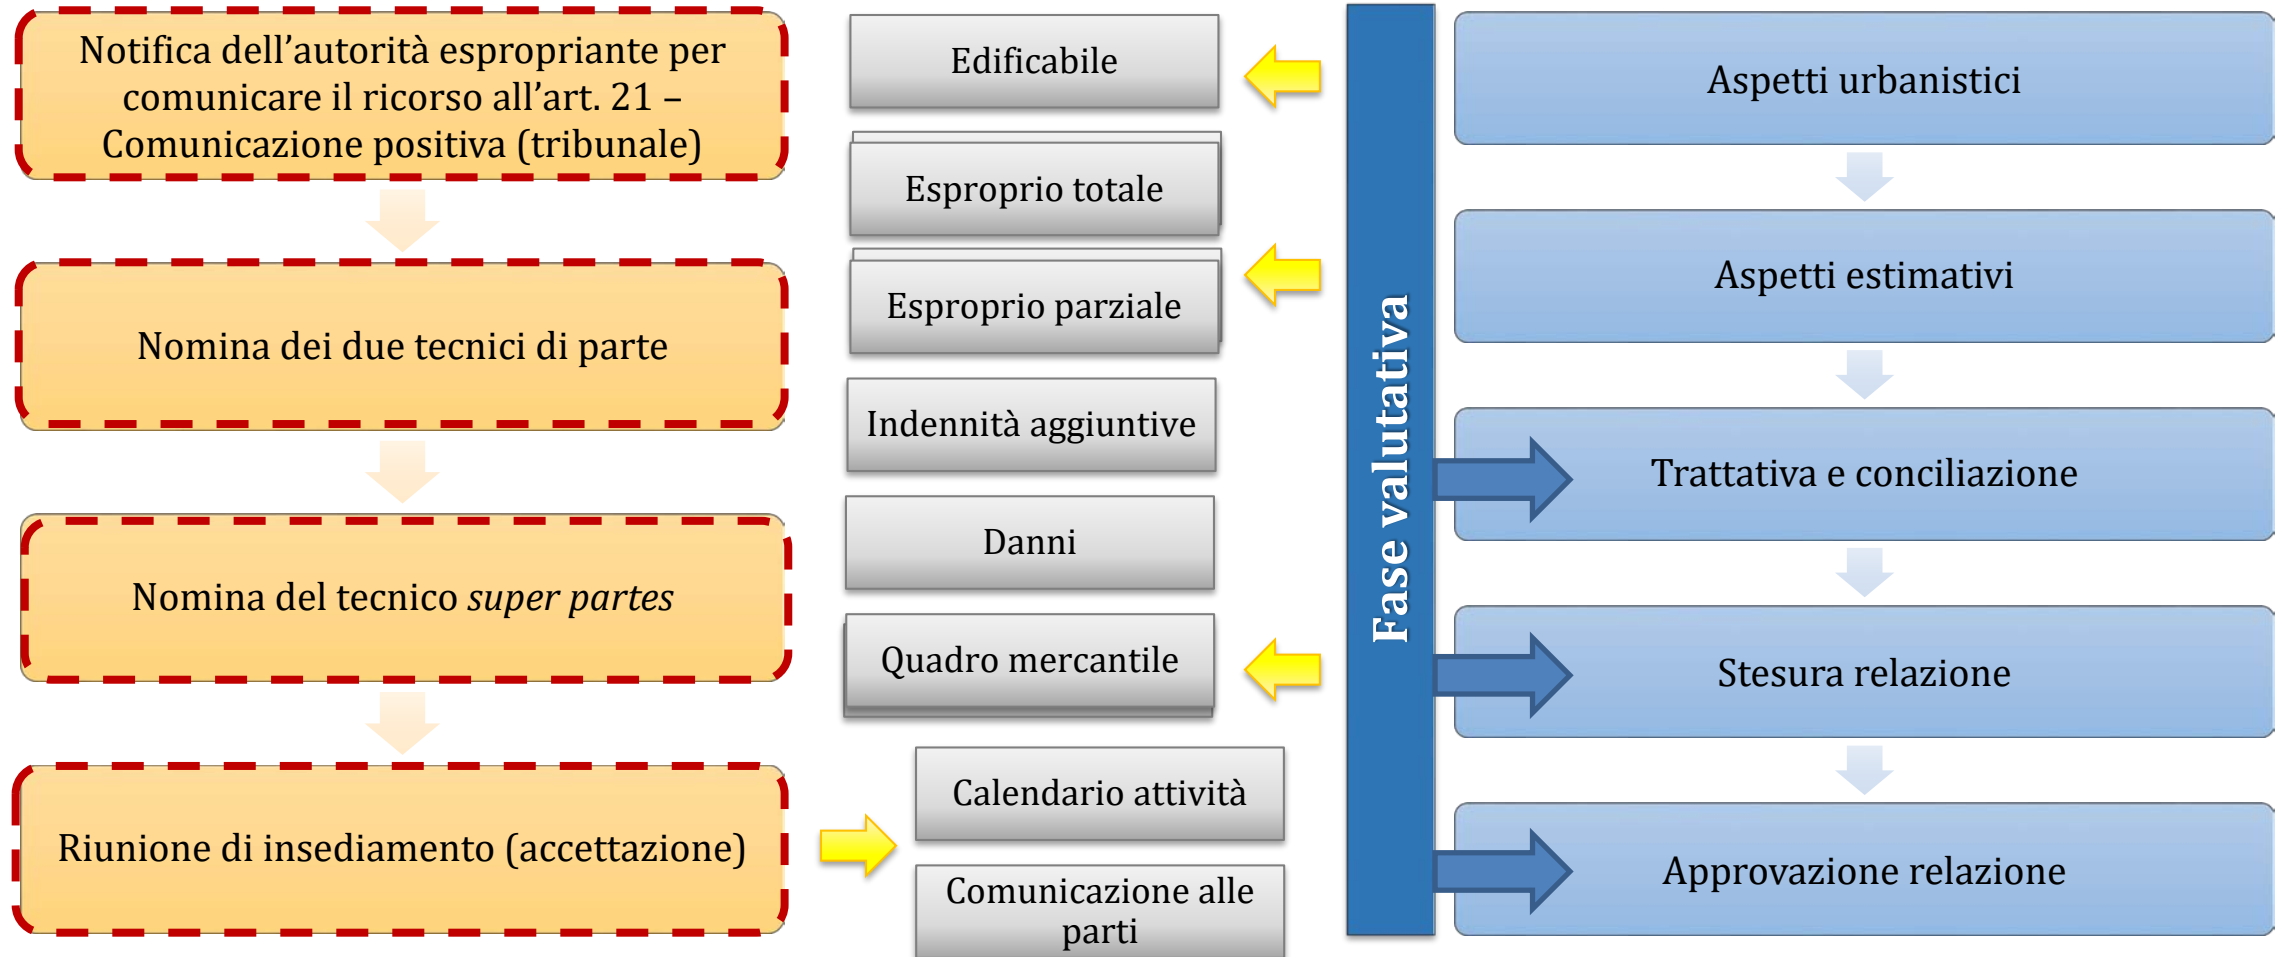 Notifica dell’autorità espropriante per
comunicare il ricorso all’art. 21 –
Comunicazione positiva (tribunale)
Nomina dei due tecnici di parte
Nomina del tecnico super partes
Riunione di insediamento (accettazione)
Edificabile
Esproprio totale
Esproprio parziale
Indennità aggiuntive
Danni
Quadro mercantile
Calendario attività
Comunicazione alle
parti
Fase valutativa
Aspetti urbanistici
Aspetti estimativi
Trattativa e conciliazione
Stesura relazione
Approvazione relazione